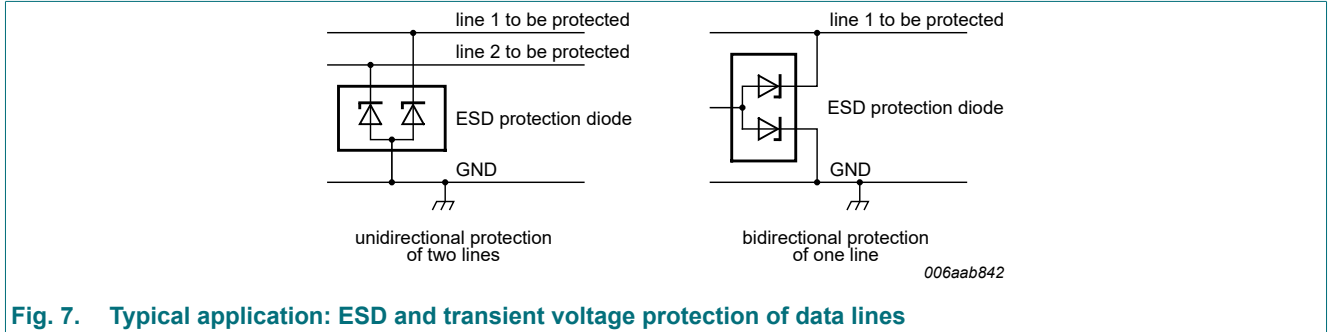 line 1 to be protected
line 2 to be protected
ESD protection diode
GND
unidirectional protection
of two lines
line 1 to be protected
ESD protection diode
GND
bidirectional protection
of one line
006aab842
Fig. 7. Typical application: ESD and transient voltage protection of data lines